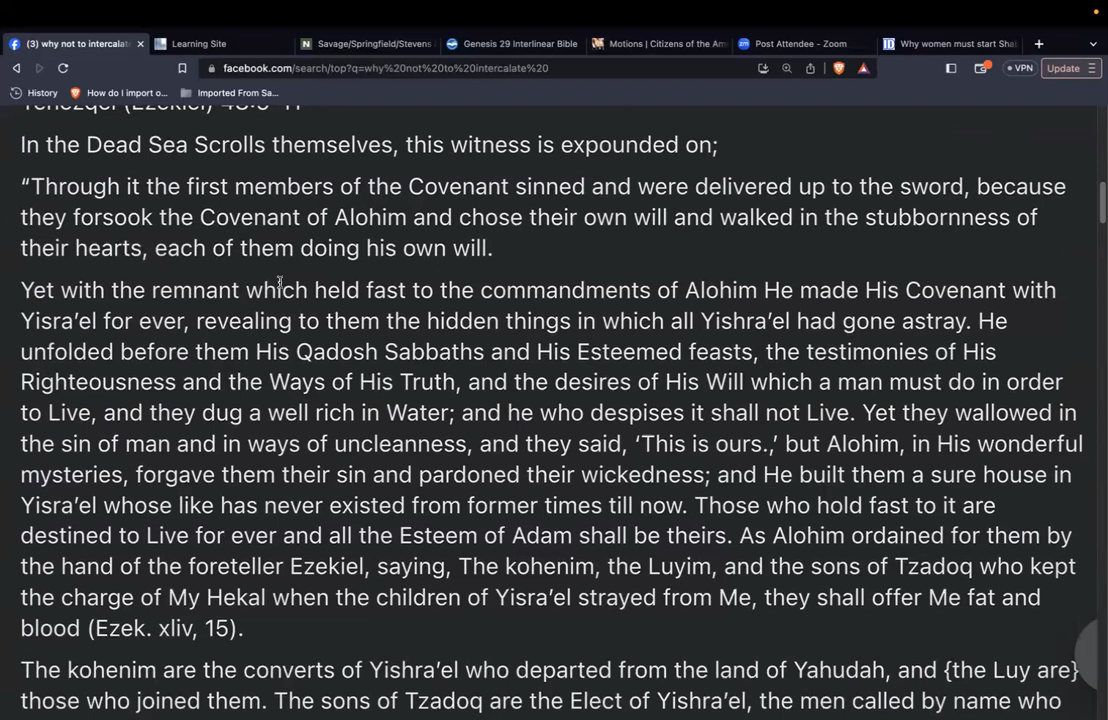 (3) why not to intercalat
Learning Site
Savage/Springfield/Stevens
Genesis 29 Interlinear Bible
Motions | Citizens of the Am
Post Attendee - Zoom
Why women must start Shab
facebook.com/search/top?q=why%20not%20to%20intercalate%20
VPN
Update
History
How do I import o...
Imported From Sa...
In the Dead Sea Scrolls themselves, this witness is expounded on;
“Through it the first members of the Covenant sinned and were delivered up to the sword, because
they forsook the Covenant of Alohim and chose their own will and walked in the stubbornness of
their hearts, each of them doing his own will.
Yet with the remnant which held fast to the commandments of Alohim He made His Covenant with
Yisra’el for ever, revealing to them the hidden things in which all Yishra’el had gone astray. He
unfolded before them His Qadosh Sabbaths and His Esteemed feasts, the testimonies of His
Righteousness and the Ways of His Truth, and the desires of His Will which a man must do in order
to Live, and they dug a well rich in Water; and he who despises it shall not Live. Yet they wallowed in
the sin of man and in ways of uncleanness, and they said, ‘This is ours.,’ but Alohim, in His wonderful
mysteries, forgave them their sin and pardoned their wickedness; and He built them a sure house in
Yisra’el whose like has never existed from former times till now. Those who hold fast to it are
destined to Live for ever and all the Esteem of Adam shall be theirs. As Alohim ordained for them by
the hand of the foreteller Ezekiel, saying, The kohenim, the Luyim, and the sons of Tzadoq who kept
the charge of My Hekal when the children of Yisra’el strayed from Me, they shall offer Me fat and
blood (Ezek. xliv, 15).
The kohenim are the converts of Yishra’el who departed from the land of Yahudah, and {the Luy are}
those who joined them. The sons of Tzadoq are the Elect of Yishra’el, the men called by name who